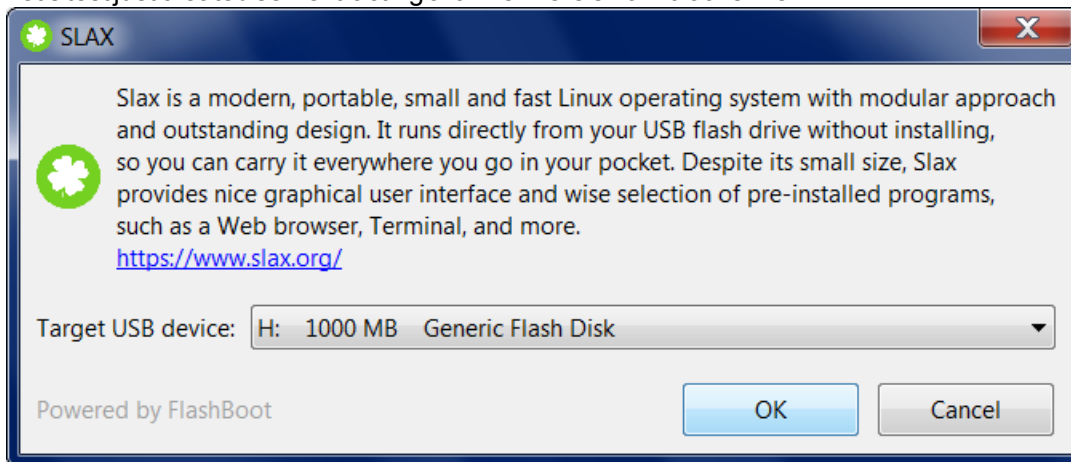 SLAX
X
Slax is a modern, portable, small and fast Linux operating system with modular approach
and outstanding design. It runs directly from your USB flash drive without installing,
so you can carry it everywhere you go in your pocket. Despite its small size, Slax
provides nice graphical user interface and wise selection of pre-installed programs,
such as a Web browser, Terminal, and more.
https://www.slax.org/
Target USB device: H: 1000 MB Generic Flash Disk
Powered by FlashBoot OK Cancel